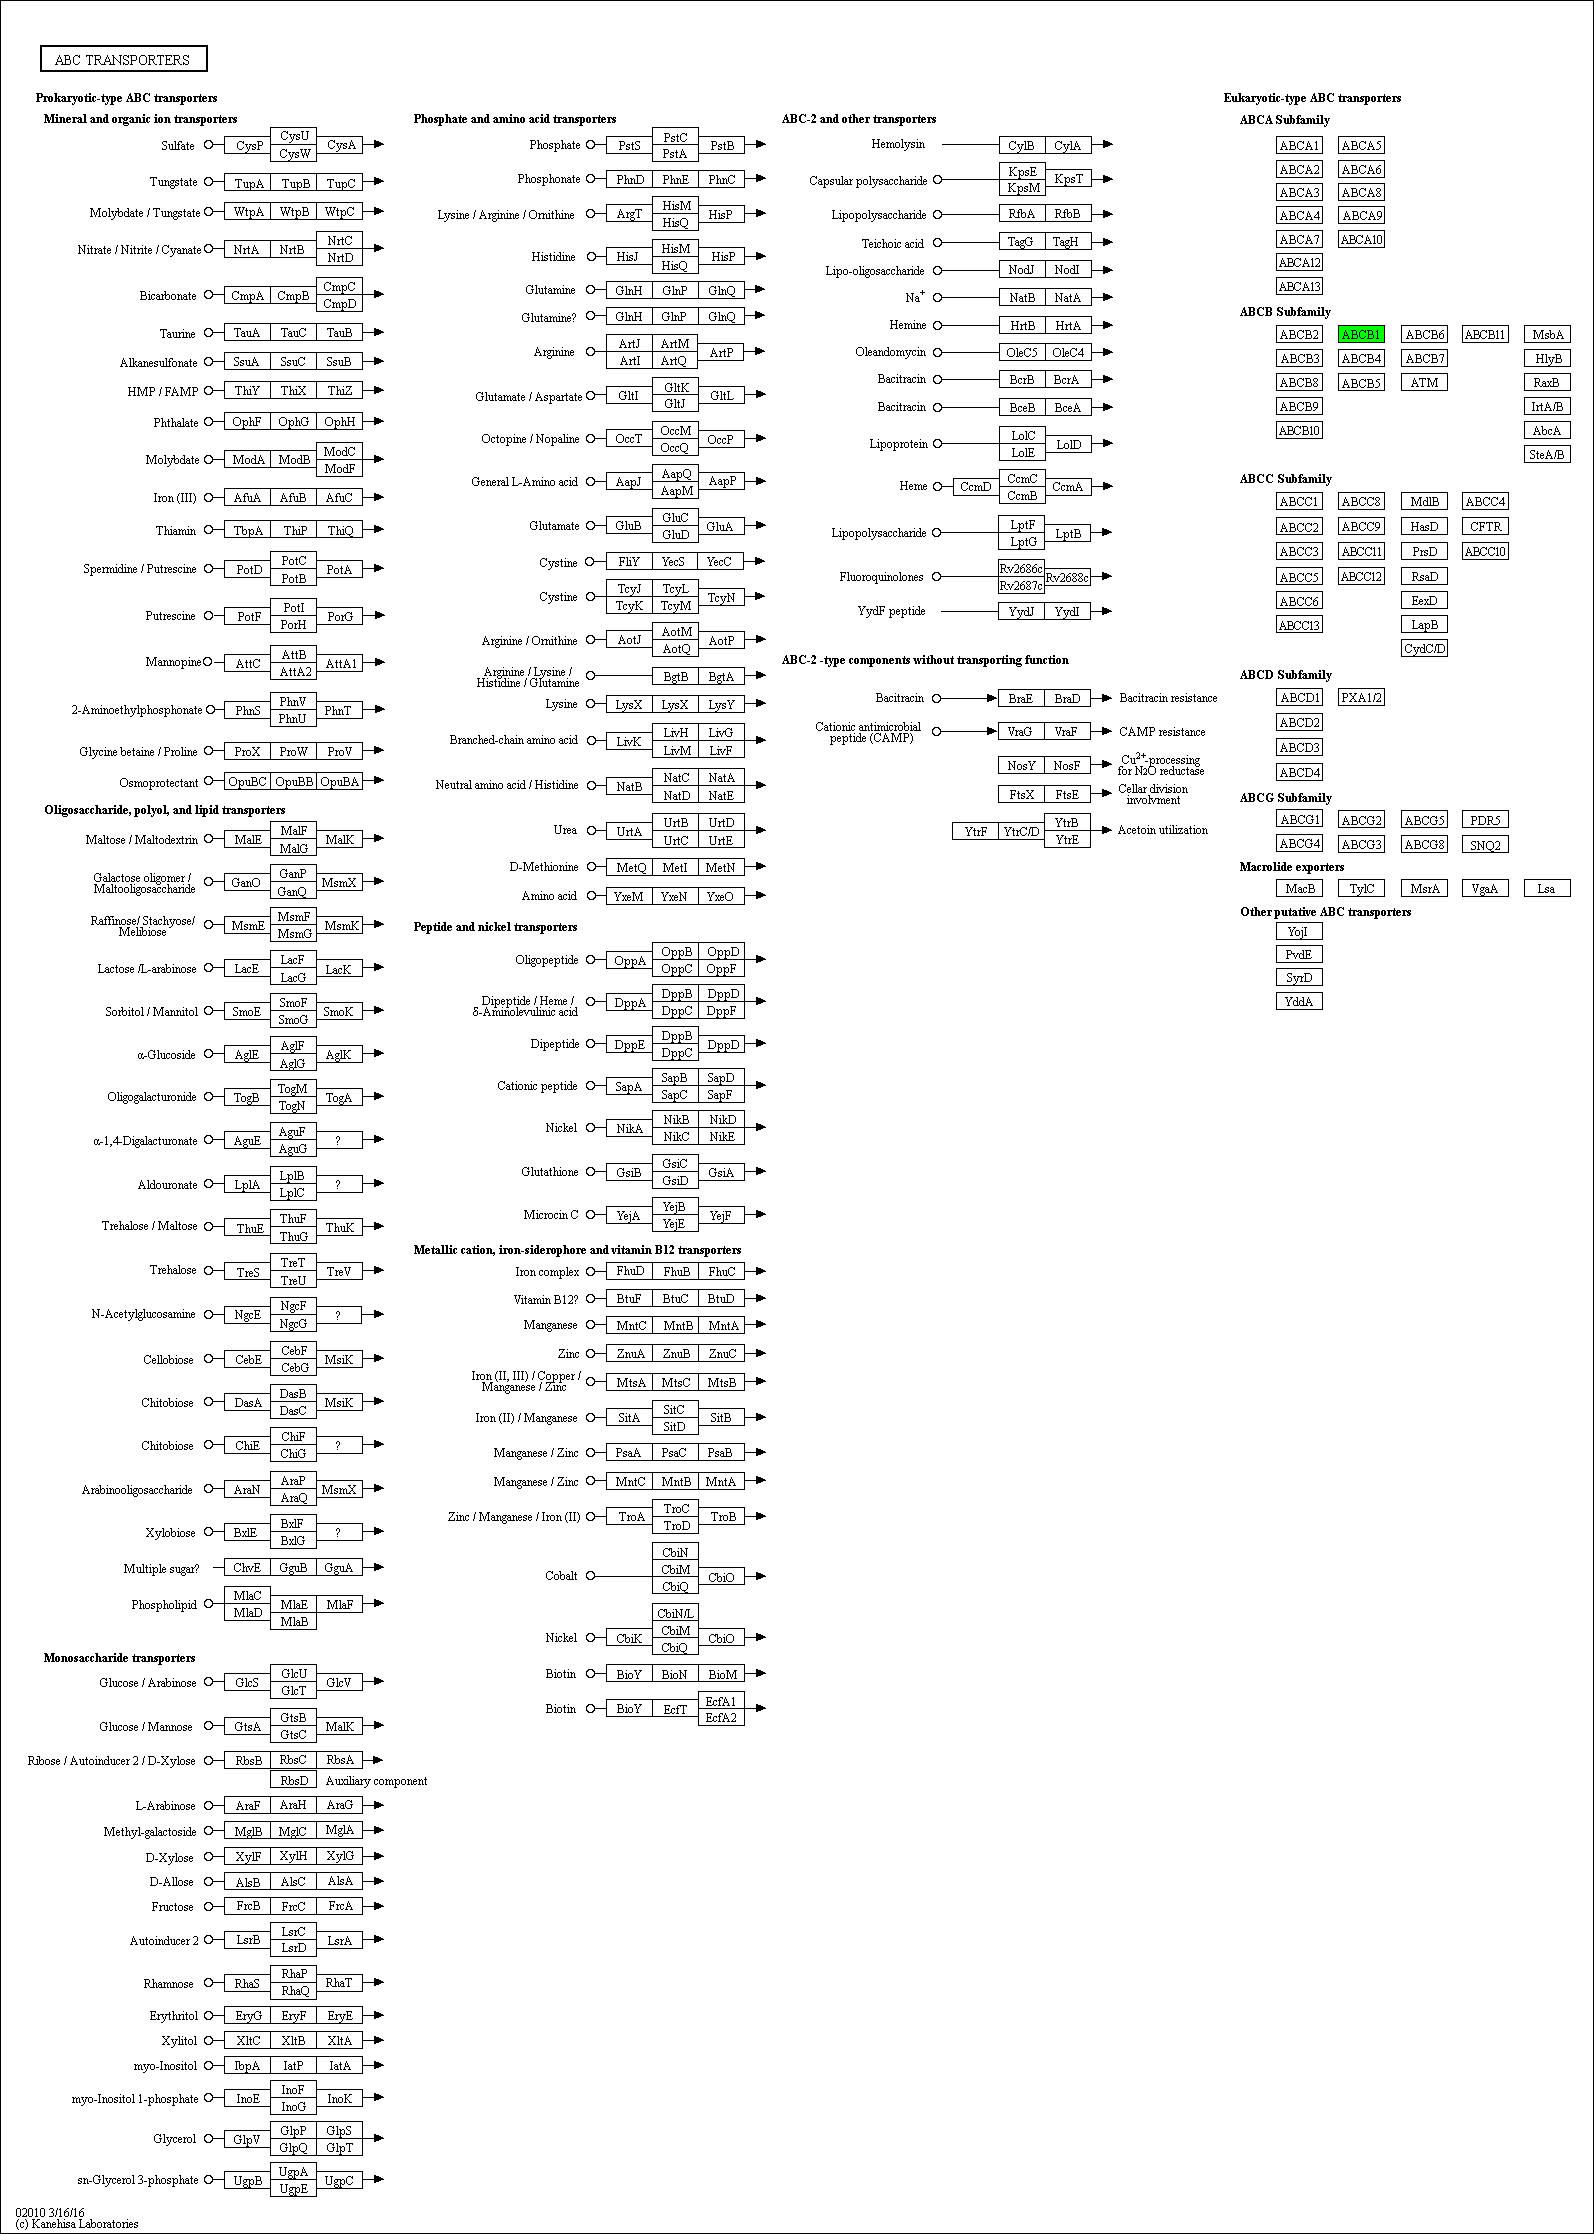 ABC TRANSPORTERS
Prokaryotic-type ABC transporters
Mineral and organic ion transporters
Sulfate CysP CysU CysW CysA
Tungstate TupA TupB TupC
Molybdate / Tungstate WtpA WtpB WtpC
Nitrate / Nitrite / Cyanate NrtA NrtB NrtC NrtD
Bicarbonate CmpA CmpB CmpC CmpD
Taurine TauA TauC TauB
Alkanesulfonate SsuA SsuC SsuB
HMP / FAMP ThiY ThiX ThiZ
Phthalate OphF OphG OphH
Molybdate ModA ModB ModC ModF
Iron (III) AfuA AfuB AfuC
Thiamin TbpA ThiP ThiQ
Spermidine / Putrescine PotD PotC PotB PotA
Putrescine PotF PotI PorH PorG
Mannopine AttC AttB AttA2 AttA1
2-Aminoethylphosphonate PhnS PhnV PhnU PhnT
Glycine betaine / Proline ProX ProW ProV
Osmoprotectant OpuBC OpuBB OpuBA
Oligosaccharide, polyol, and lipid transporters
Maltose / Maltodextrin MalE MalF MalG MalK
Galactose oligomer /
Maltooligosaccharide GanO GanP GanQ MsmX
Raffinose/ Stachyose/
Melibiose MsmE MsmF MsmG MsmK
Lactose /L-arabinose LacE LacF LacG LacK
Sorbitol / Mannitol SmoE SmoF SmoG SmoK
α-Glucoside AglE AglF AglG AglK
Oligogalacturonide TogB TogM TogN TogA
α-1,4-Digalacturonate AguE AguF AguG ?
Aldouronate LplA LplB LplC ?
Trehalose / Maltose ThuE ThuF ThuG ThuK
Trehalose TreS TreT TreU TreV
N-Acetylglucosamine NgcE NgcF NgcG ?
Cellobiose CebE CebF CebG MsiK
Chitobiose DasA DasB DasC MsiK
Chitobiose ChiE ChiF ChiG ?
Arabinooligosaccharide AraN AraP AraQ MsmX
Xylobiose BxlE BxlF BxlG ?
Multiple sugar? ChvE GguB GguA
Phospholipid MlaC MlaD MlaE MlaB MlaF
Monosaccharide transporters
Glucose / Arabinose GlcS GlcU GlcT GlcV
Glucose / Mannose GtsA GtsB GtsC MalK
Ribose / Autoinducer 2 / D-Xylose RbsB RbsC RbsA
RbsD Auxiliary component
L-Arabinose AraF AraH AraG
Methyl-galactoside MglB MglC MglA
D-Xylose XylF XylH XylG
D-Allose AlsB AlsC AlsA
Fructose FrcB FrcC FrcA
Autoinducer 2 LsrB LsrC LsrD LsrA
Rhamnose RhaS RhaP RhaQ RhaT
Erythritol EryG EryF EryE
Xylitol XltC XltB XltA
myo-Inositol IbpA IatP IatA
myo-Inositol 1-phosphate InoE InoF InoG InoK
Glycerol GlpV GlpP GlpQ GlpS GlpT
sn-Glycerol 3-phosphate UgpB UgpA UgpE UgpC
02010 3/16/16
(c) Kanehisa Laboratories
Phosphate and amino acid transporters
Phosphate PstS PstC PstA PstB
Phosphonate PhnD PhnE PhnC
Lysine / Arginine / Ornithine ArgT HisM HisQ HisP
Histidine HisJ HisM HisQ HisP
Glutamine GlnH GlnP GlnQ
Glutamine? GlnH GlnP GlnQ
Arginine ArtJ ArtI ArtM ArtQ ArtP
Glutamate / Aspartate GltI GltK GltJ GltL
Octopine / Nopaline OccT OccM OccQ OccP
General L-Amino acid AapJ AapQ AapM AapP
Glutamate GluB GluC GluD GluA
Cystine FliY YecS YecC
Cystine TcyJ TcyK TcyL TcyM TcyN
Arginine / Ornithine AotJ AotM AotQ AotP
Arginine / Lysine /
Histidine / Glutamine BgtB BgtA
Lysine LysX LysX LysY
Branched-chain amino acid LivK LivH LivM LivG LivF
Neutral amino acid / Histidine NatB NatC NatD NatA NatE
Urea UrtA UrtB UrtC UrtD UrtE
D-Methionine MetQ MetI MetN
Amino acid YxeM YxeN YxeO
Peptide and nickel transporters
Oligopeptide OppA OppB OppC OppD OppF
Dipeptide / Heme /
δ-Aminolevulinic acid DppA DppB DppC DppD DppF
Dipeptide DppE DppB DppC DppD
Cationic peptide SapA SapB SapC SapD SapF
Nickel NikA NikB NikC NikD NikE
Glutathione GsiB GsiC GsiD GsiA
Microcin C YejA YejB YejE YejF
Metallic cation, iron-siderophore and vitamin B12 transporters
Iron complex FhuD FhuB FhuC
Vitamin B12? BtuF BtuC BtuD
Manganese MntC MntB MntA
Zinc ZnuA ZnuB ZnuC
Iron (II, III) / Copper /
Manganese / Zinc MtsA MtsC MtsB
Iron (II) / Manganese SitA SitC SitD SitB
Manganese / Zinc PsaA PsaC PsaB
Manganese / Zinc MntC MntB MntA
Zinc / Manganese / Iron (II) TroA TroC TroD TroB
Cobalt CbiN CbiM CbiQ CbiO
Nickel CbiK CbiN/L CbiM CbiQ CbiO
Biotin BioY BioN BioM
Biotin BioY EcfT EcfA1 EcfA2
ABC-2 and other transporters
Hemolysin CylB CylA
Capsular polysaccharide KpsE KpsM KpsT
Lipopolysaccharide RfbA RfbB
Teichoic acid TagG TagH
Lipo-oligosaccharide NodJ NodI
Na+ NatB NatA
Hemine HrtB HrtA
Oleandomycin OleC5 OleC4
Bacitracin BcrB BcrA
Bacitracin BceB BceA
Lipoprotein LolC LolE LolD
Heme CcmD CcmC CcmB CcmA
Lipopolysaccharide LptF LptG LptB
Fluoroquinolones Rv2686c Rv2687c Rv2688c
YydF peptide YydJ YydI
ABC-2 -type components without transporting function
Bacitracin BraE BraD Bacitracin resistance
Cationic antimicrobial
peptide (CAMP) VraG VraF CAMP resistance
NosY NosF Cu2+-processing
for N2O reductase
FtsX FtsE Cellar division
involvment
YtrF YtrC/D YtrB YtrE Acetoin utilization
Eukaryotic-type ABC transporters
ABCA Subfamily
ABCA1 ABCA5
ABCA2 ABCA6
ABCA3 ABCA8
ABCA4 ABCA9
ABCA7 ABCA10
ABCA12
ABCA13
ABCB Subfamily
ABCB2 ABCB1 ABCB6 ABCB11 MsbA
ABCB3 ABCB4 ABCB7 HlyB
ABCB8 ABCB5 ATM RaxB
ABCB9 IrtA/B
ABCB10 AbcA
SteA/B
ABCC Subfamily
ABCC1 ABCC8 MdlB ABCC4
ABCC2 ABCC9 HasD CFTR
ABCC3 ABCC11 PrsD ABCC10
ABCC5 ABCC12 RsaD
ABCC6 EexD
ABCC13 LapB
CydC/D
ABCD Subfamily
ABCD1 PXA1/2
ABCD2
ABCD3
ABCD4
ABCG Subfamily
ABCG1 ABCG2 ABCG5 PDR5
ABCG4 ABCG3 ABCG8 SNQ2
Macrolide exporters
MacB TylC MsrA VgaA Lsa
Other putative ABC transporters
YojI
PvdE
SyrD
YddA